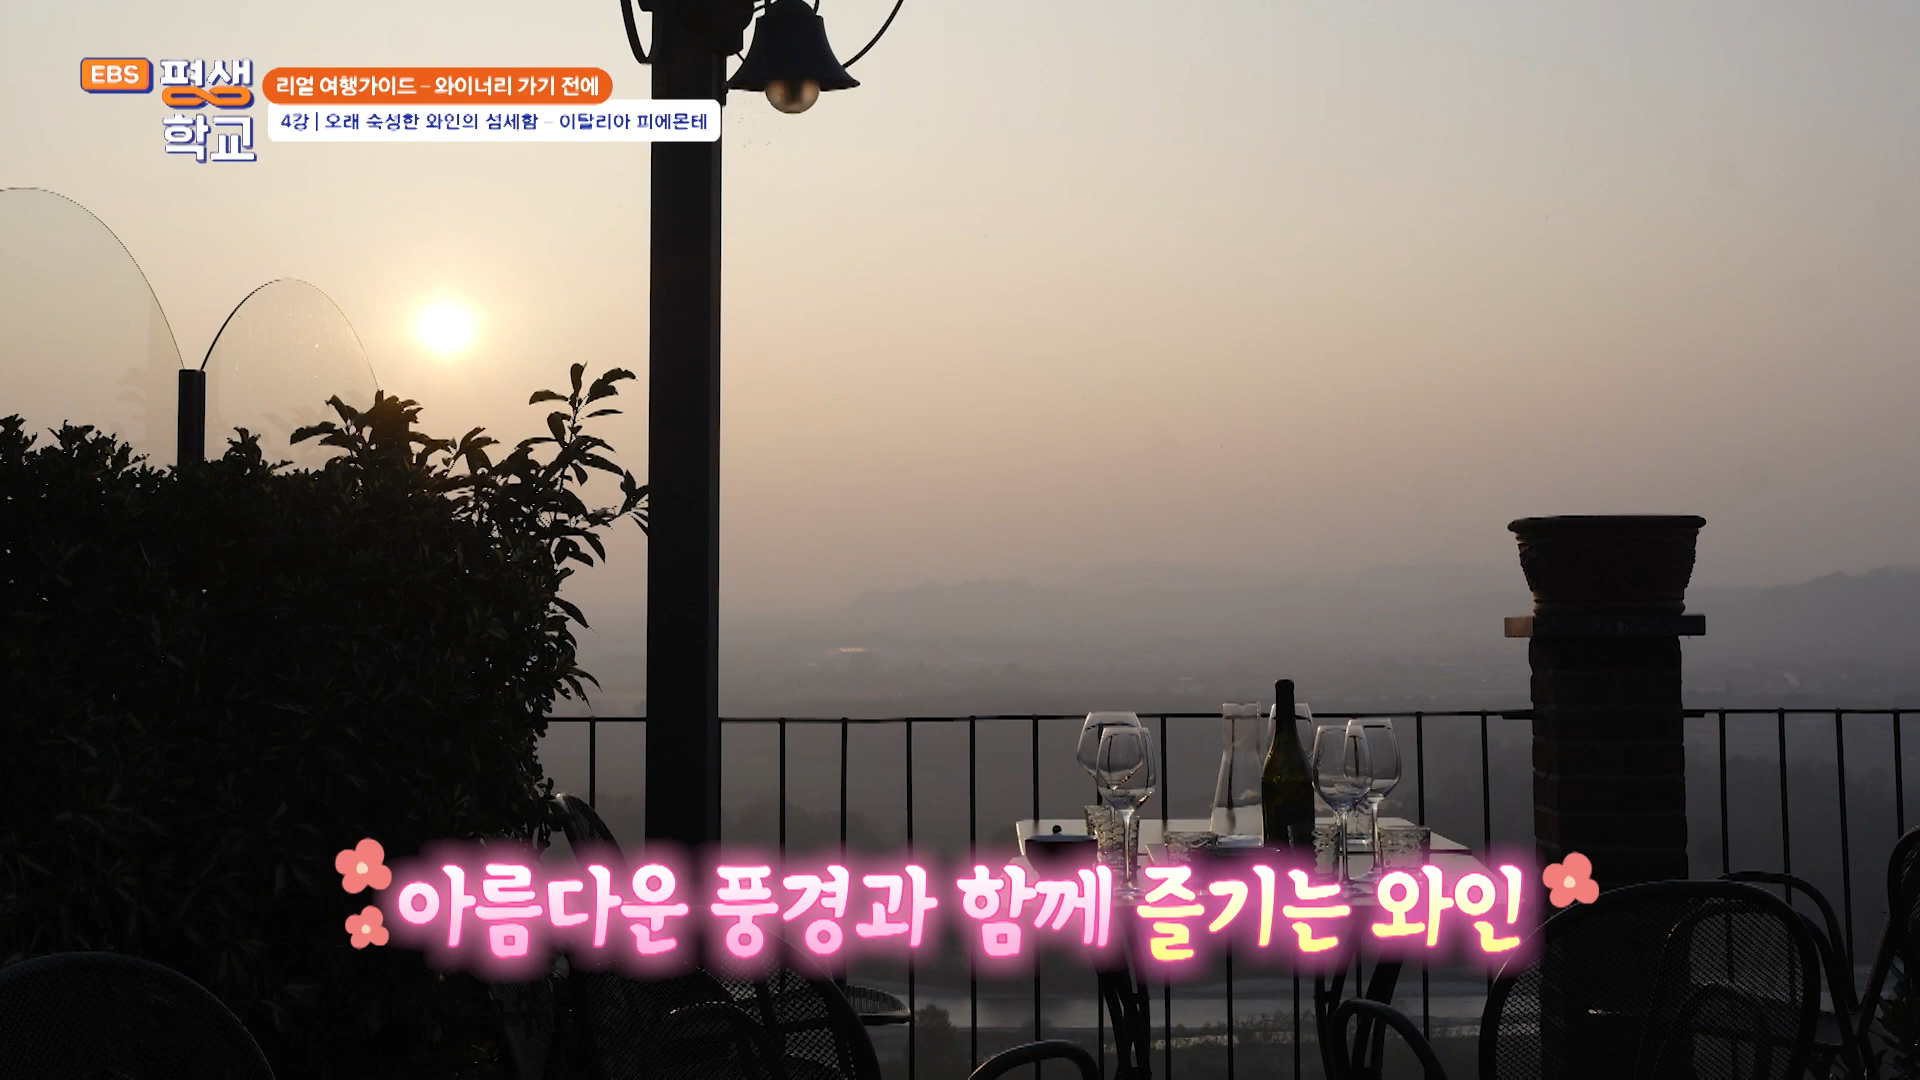 EBS 평생
학교
리얼 여행가이드 – 와이너리 가기 전에
4강 | 오래 숙성한 와인의 섬세함 – 이탈리아 피에몬테
아름다운 풍경과 함께 즐기는 와인